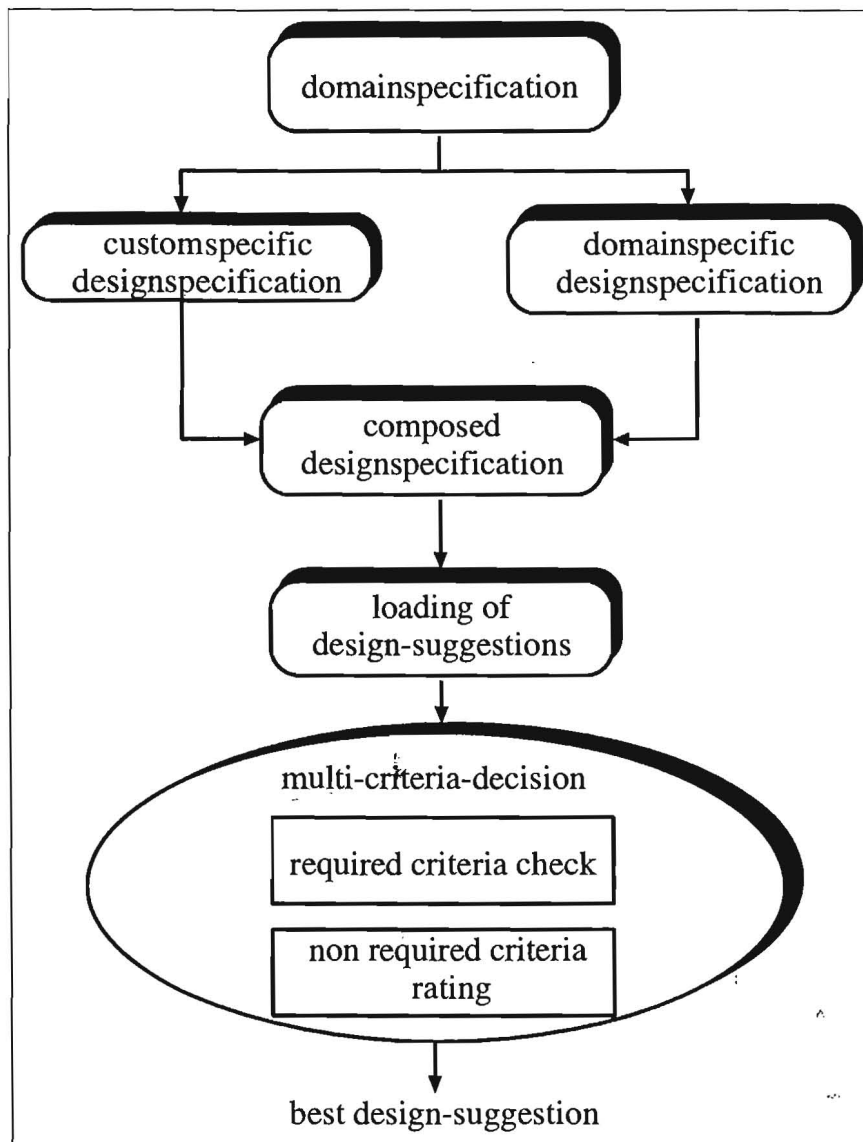 domainspecification
customspecific
designspecification
domainspecific
designspecification
composed
designspecification
loading of
design-suggestions
multi-criteria-decision
required criteria check
non required criteria
rating
best design-suggestion